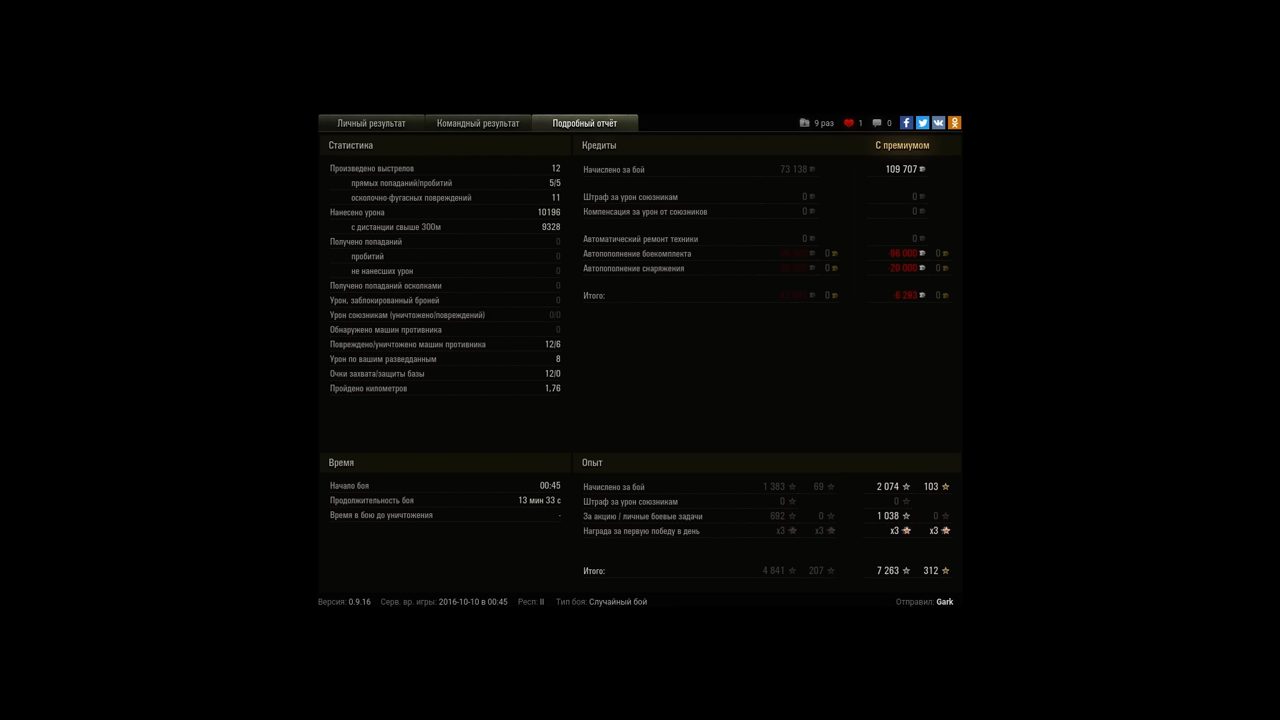 Личный результат Командный результат Подробный отчёт 9 раз 1 0
Статистика
Произведено выстрелов 12
прямых попаданий/пробитий 5/5
осколочно-фугасных повреждений 11
Нанесено урона 10196
с дистанции свыше 300м 9328
Получено попаданий 0
пробитий 0
не нанесших урон 0
Получено попаданий осколками 0
Урон, заблокированный броней 0
Урон союзникам (уничтожено/повреждений) 0/0
Обнаружено машин противника 0
Повреждено/уничтожено машин противника 12/6
Урон по вашим разведданным 8
Очки захвата/защиты базы 12/0
Пройдено километров 1,76
Кредиты С премиумом
Начислено за бой 73 136 109 707
Штраф за урон союзникам 0 0
Компенсация за урон от союзников 0 0
Автоматический ремонт техники 0 0
Автопополнение боекомплекта 0 -96 000 0
Автопополнение снаряжения 0 -20 000 0
Итого: 0 -6 293 0
Время
Начало боя 00:45
Продолжительность боя 13 мин 33 с
Время в бою до уничтожения -
Опыт
Начислено за бой 1 383 69 2 074 103
Штраф за урон союзникам 0 0
За акцию / личные боевые задачи 692 0 1 038 0
Награда за первую победу в день x3 x3 x3 x3
Итого: 4 841 207 7 263 312
Версия: 0.9.16 Серв. вр. игры: 2016-10-10 в 00:45 Респ: II Тип боя: Случайный бой Отправил: Gark